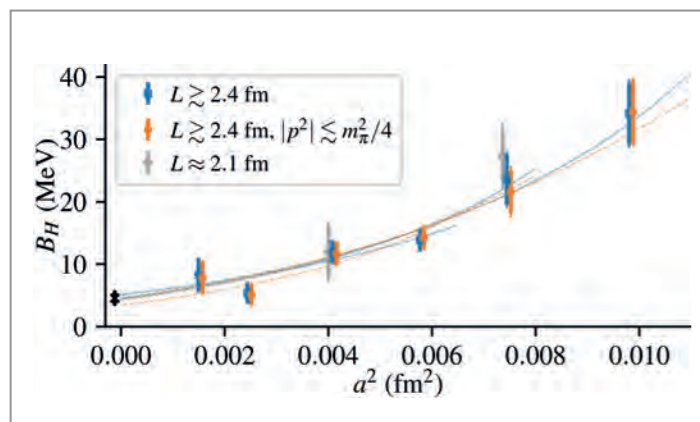 40
30
20
10
0
B_H (MeV)
L ≳ 2.4 fm
L ≳ 2.4 fm, |p²| ≲ m_π²/4
L ≈ 2.1 fm
0.000 0.002 0.004 0.006 0.008 0.010
a² (fm²)